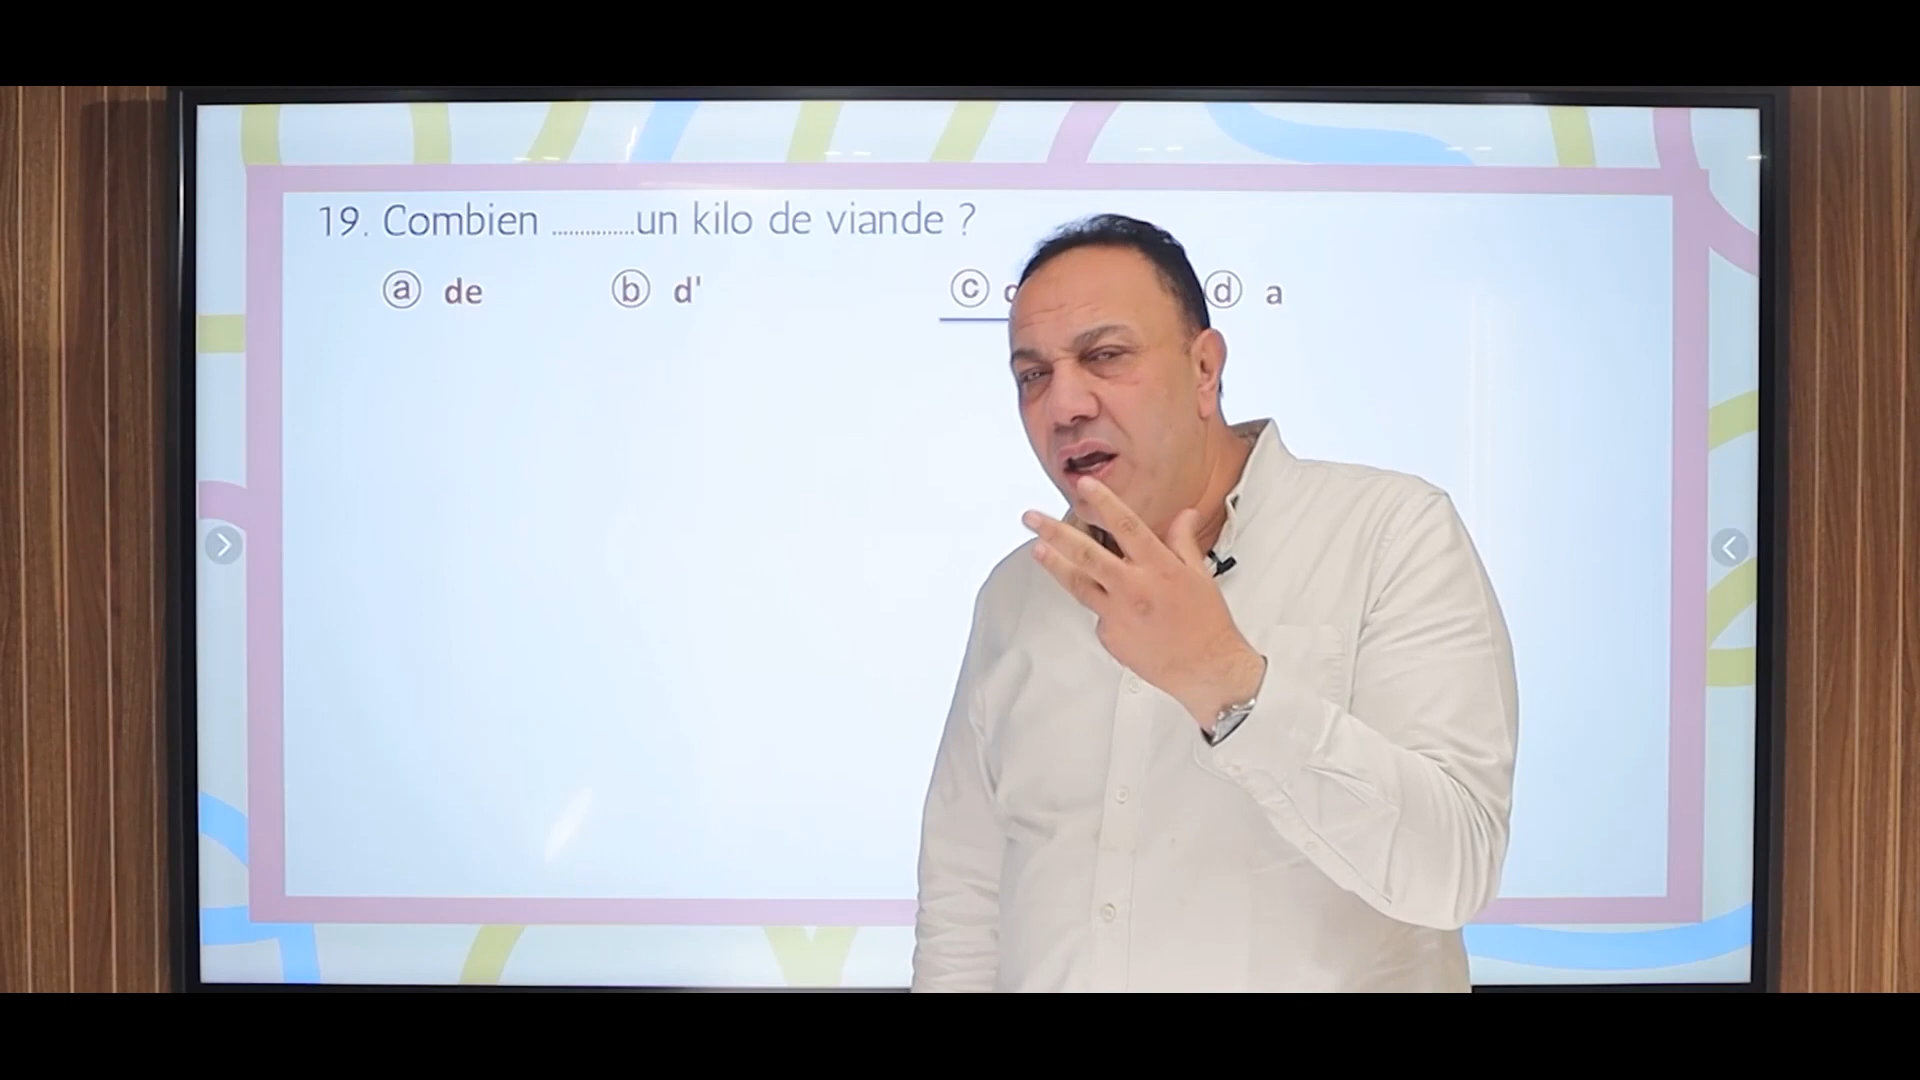 19. Combien ...............un kilo de viande ?
ⓐ de ⓑ d' ⓒ ⓓ a